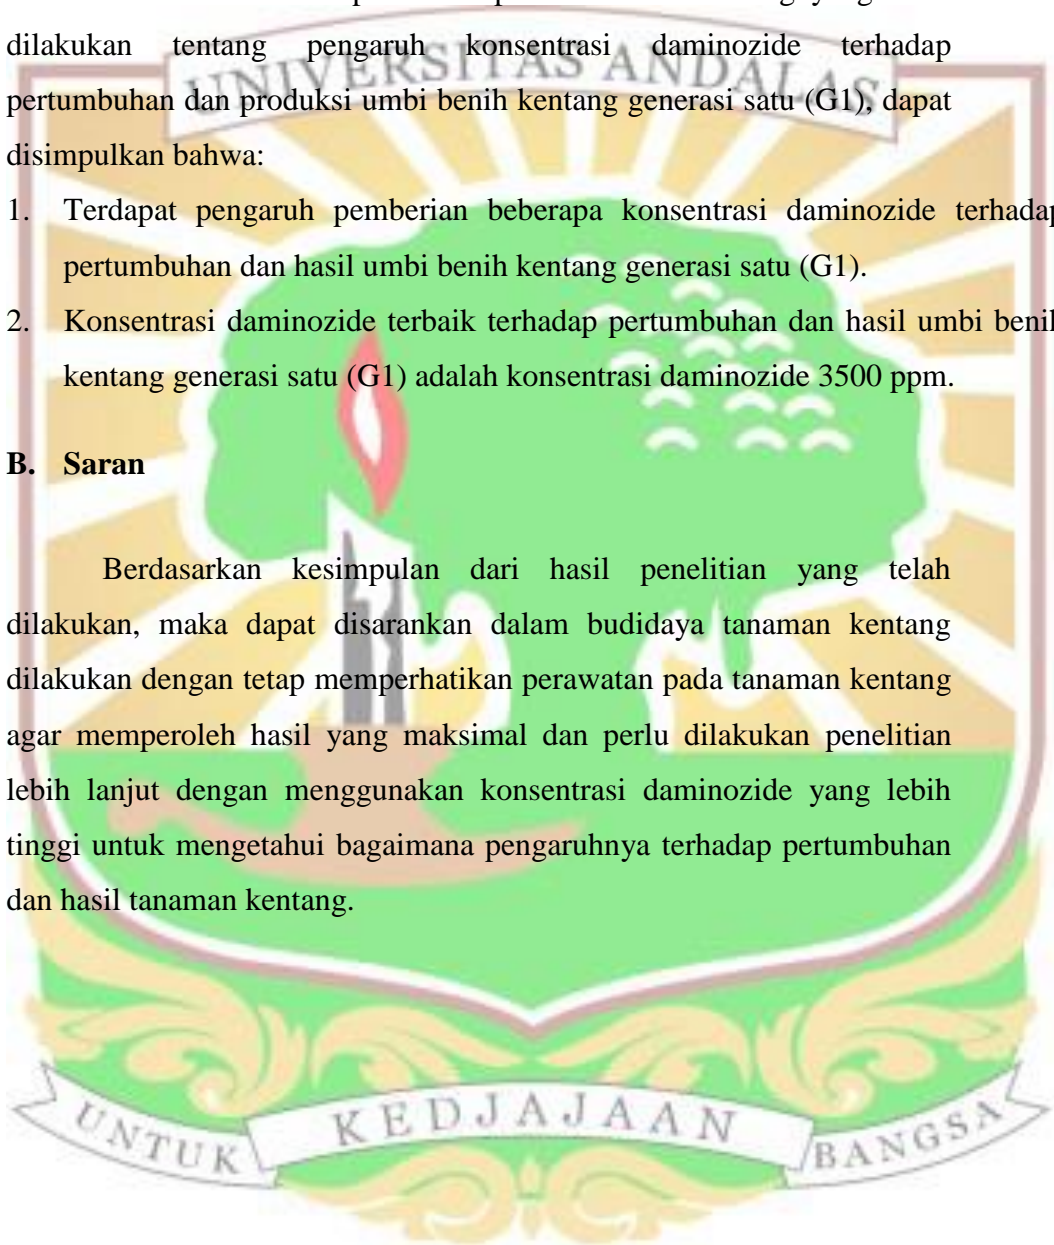 dilakukan tentang pengaruh konsentrasi daminozide terhadap
UNIVERSITAS ANDALAS
pertumbuhan dan produksi umbi benih kentang generasi satu (G1), dapat
disimpulkan bahwa:
1. Terdapat pengaruh pemberian beberapa konsentrasi daminozide terhadap
pertumbuhan dan hasil umbi benih kentang generasi satu (G1).
2. Konsentrasi daminozide terbaik terhadap pertumbuhan dan hasil umbi benih
kentang generasi satu (G1) adalah konsentrasi daminozide 3500 ppm.
B. Saran
Berdasarkan kesimpulan dari hasil penelitian yang telah
dilakukan, maka dapat disarankan dalam budidaya tanaman kentang
dilakukan dengan tetap memperhatikan perawatan pada tanaman kentang
agar memperoleh hasil yang maksimal dan perlu dilakukan penelitian
lebih lanjut dengan menggunakan konsentrasi daminozide yang lebih
tinggi untuk mengetahui bagaimana pengaruhnya terhadap pertumbuhan
dan hasil tanaman kentang.
UNTUK KEDJAJAAN BANGSA